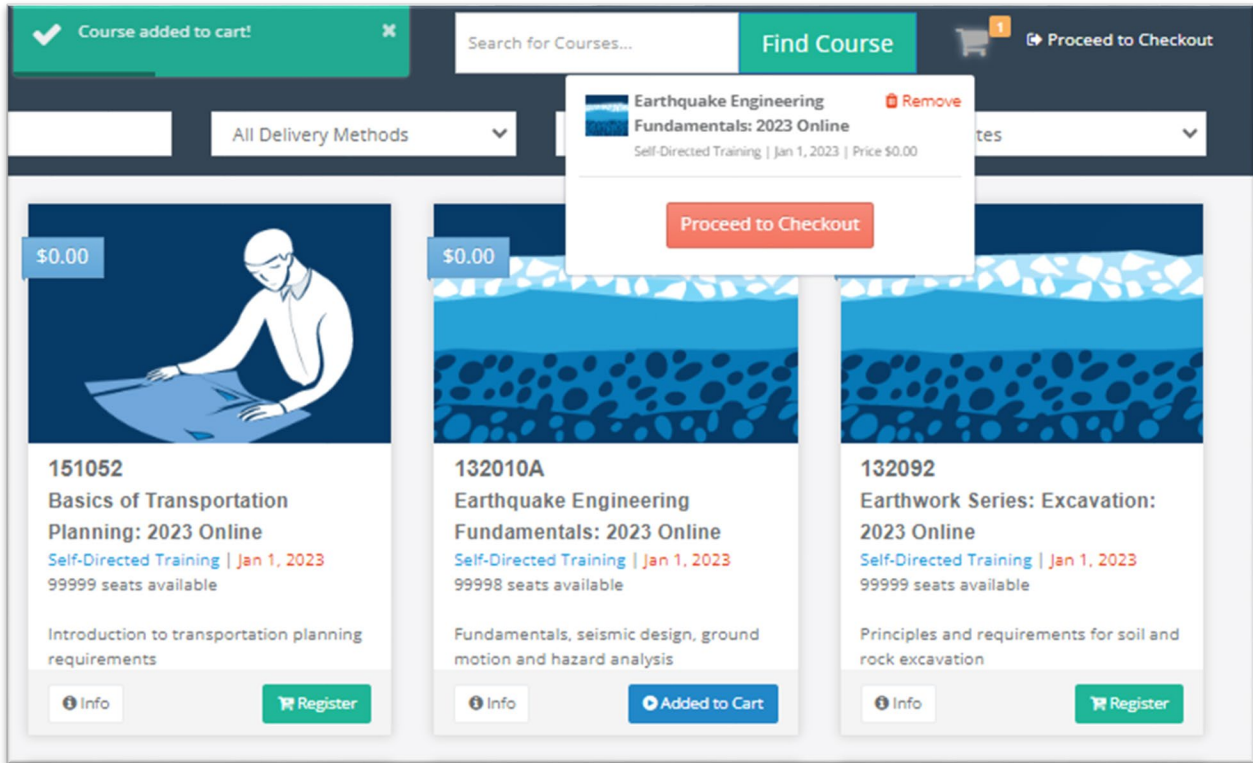 Course added to cart!
Search for Courses...
Find Course
1
Proceed to Checkout
All Delivery Methods
Earthquake Engineering
Fundamentals: 2023 Online
Remove
Self-Directed Training | Jan 1, 2023 | Price $0.00
Proceed to Checkout
$0.00
151052
Basics of Transportation
Planning: 2023 Online
Self-Directed Training | Jan 1, 2023
99999 seats available
Introduction to transportation planning
requirements
Info
Register
$0.00
132010A
Earthquake Engineering
Fundamentals: 2023 Online
Self-Directed Training | Jan 1, 2023
99998 seats available
Fundamentals, seismic design, ground
motion and hazard analysis
Info
Added to Cart
132092
Earthwork Series: Excavation:
2023 Online
Self-Directed Training | Jan 1, 2023
99999 seats available
Principles and requirements for soil and
rock excavation
Info
Register